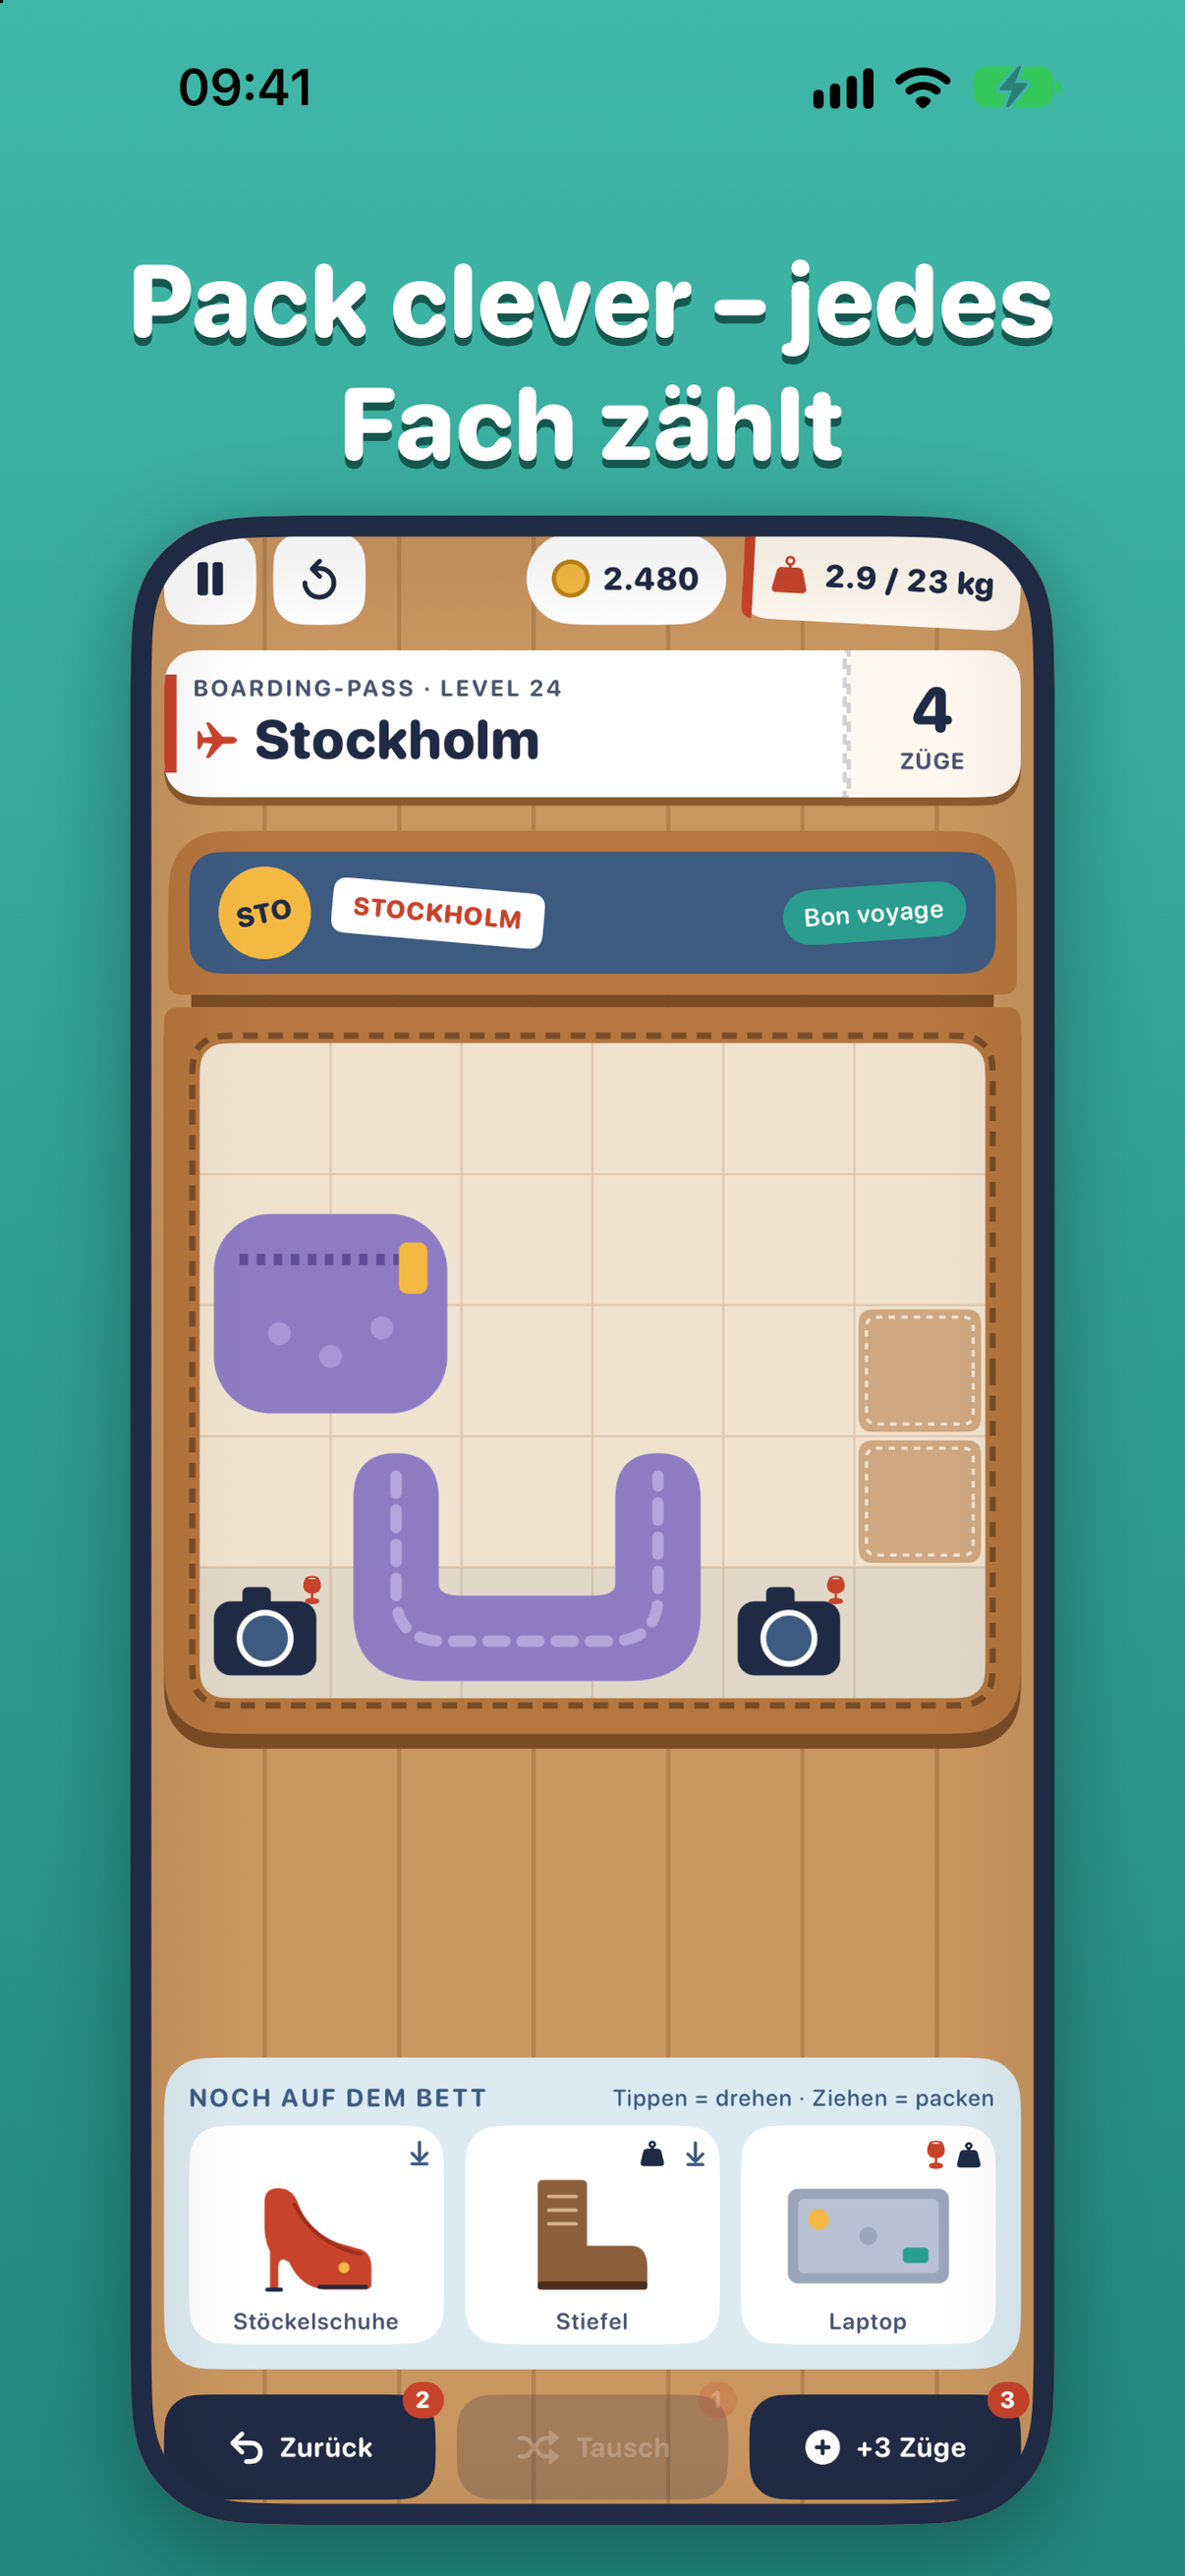 09:41
Pack clever – jedes
Fach zählt
2.480
2.9 / 23 kg
BOARDING-PASS · LEVEL 24
Stockholm
4
ZÜGE
STO
STOCKHOLM
Bon voyage
NOCH AUF DEM BETT
Tippen = drehen · Ziehen = packen
Stöckelschuhe
Stiefel
Laptop
2
1
3
Zurück
Tausch
+3 Züge